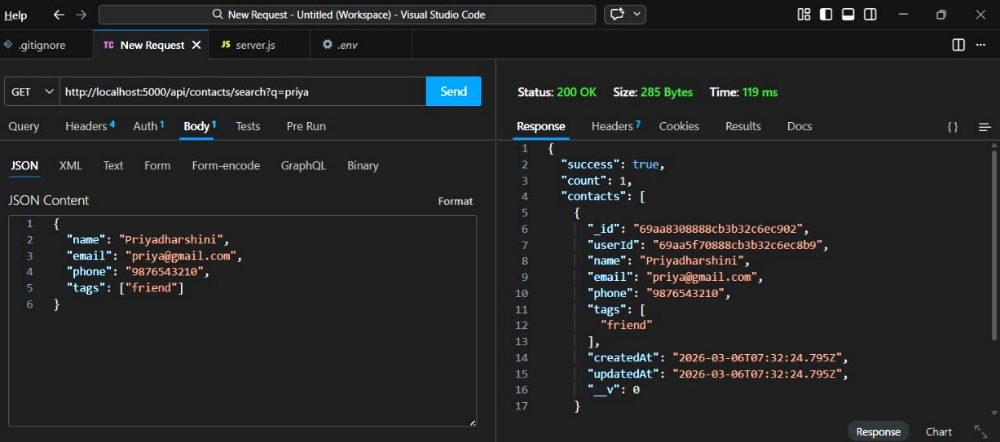 Help New Request - Untitled (Workspace) - Visual Studio Code
.gitignore TC New Request JS server.js .env
GET http://localhost:5000/api/contacts/search?q=priya Send
Query Headers 4 Auth 1 Body 1 Tests Pre Run
JSON XML Text Form Form-encode GraphQL Binary
JSON Content Format
1 {
2 "name": "Priyadharshini",
3 "email": "priya@gmail.com",
4 "phone": "9876543210",
5 "tags": ["friend"]
6 }
Status: 200 OK Size: 285 Bytes Time: 119 ms
Response Headers 7 Cookies Results Docs {}
1 {
2 "success": true,
3 "count": 1,
4 "contacts": [
5 {
6 "_id": "69aa8308888cb3b32c6ec902",
7 "userId": "69aa5f70888cb3b32c6ec8b9",
8 "name": "Priyadharshini",
9 "email": "priya@gmail.com",
10 "phone": "9876543210",
11 "tags": [
12 "friend"
13 ],
14 "createdAt": "2026-03-06T07:32:24.795Z",
15 "updatedAt": "2026-03-06T07:32:24.795Z",
16 "__v": 0
17 }
Response Chart